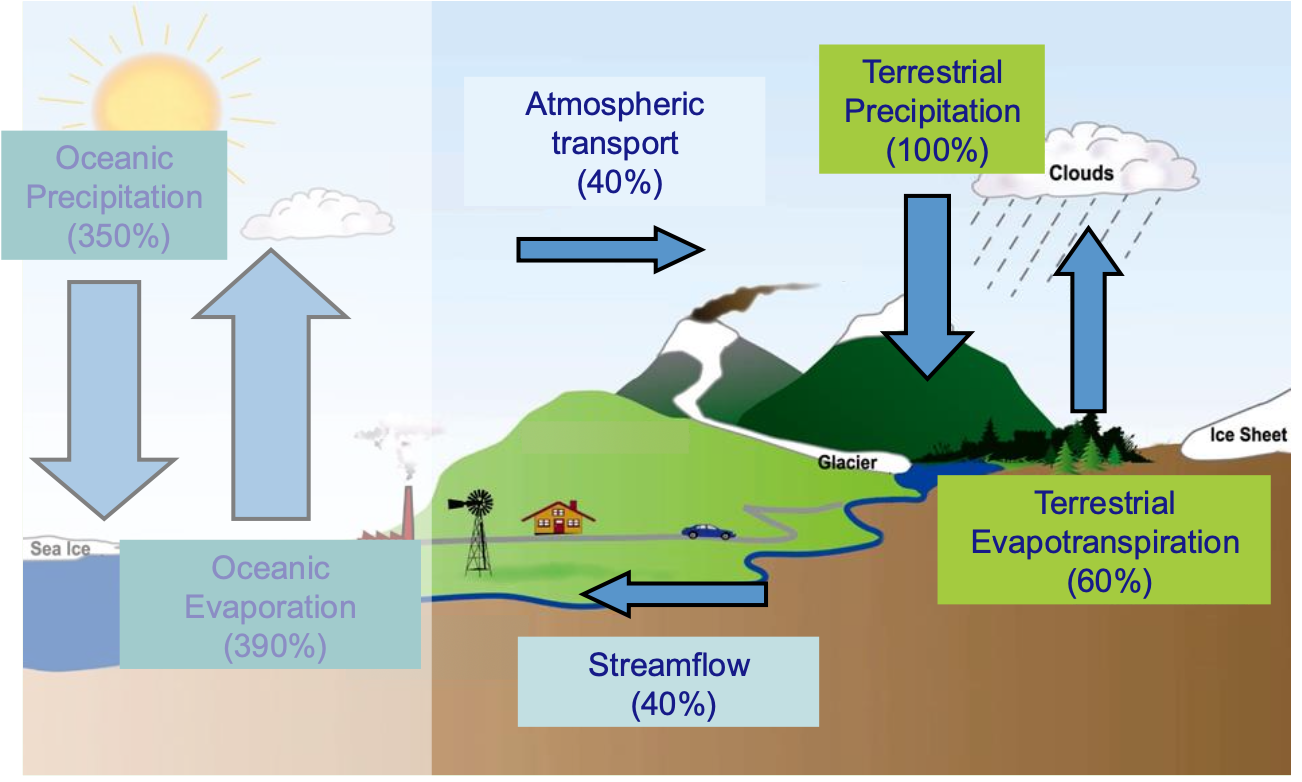 Oceanic
Precipitation
(350%)
Atmospheric
transport
(40%)
Terrestrial
Precipitation
(100%)
Clouds
Glacier
Ice Sheet
Sea Ice
Oceanic
Evaporation
(390%)
Terrestrial
Evapotranspiration
(60%)
Streamflow
(40%)